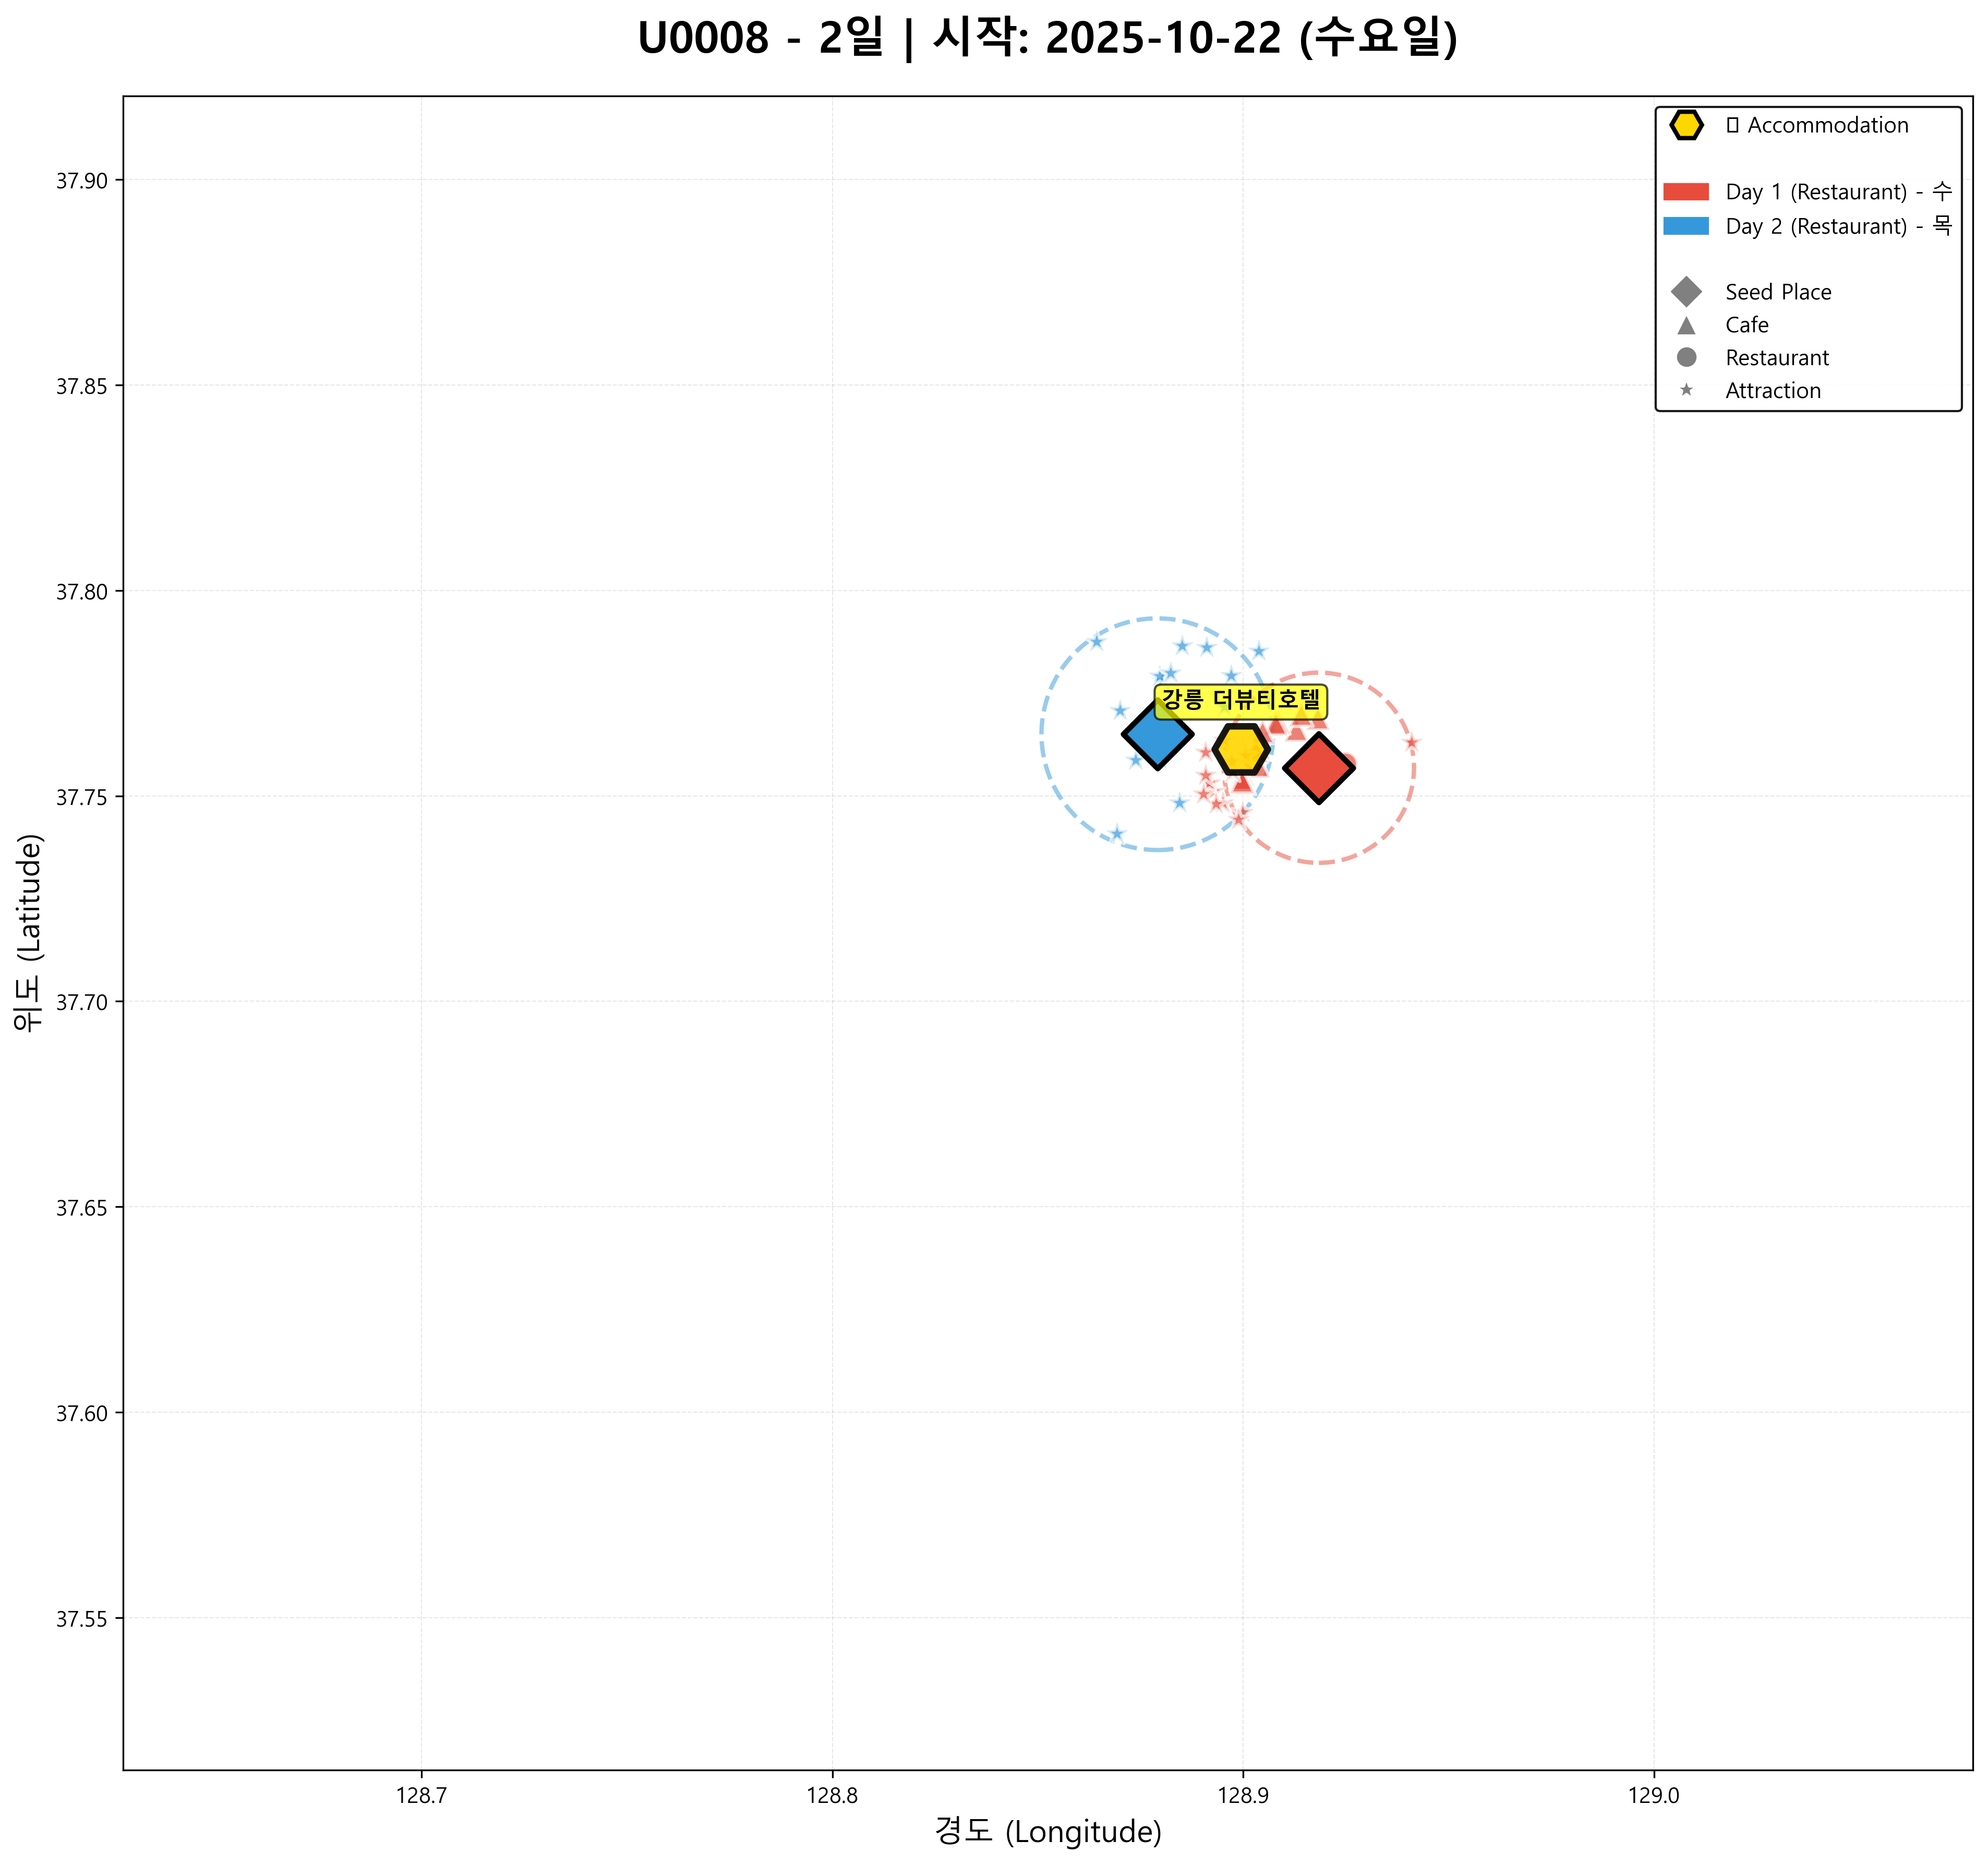 U0008 - 2일 | 시작: 2025-10-22 (수요일)
▯ Accommodation
Day 1 (Restaurant) - 수
Day 2 (Restaurant) - 목
Seed Place
Cafe
Restaurant
Attraction
37.90
37.85
37.80
37.75
37.70
37.65
37.60
37.55
강릉 더뷰티호텔
위도 (Latitude)
128.7
128.8
128.9
129.0
경도 (Longitude)